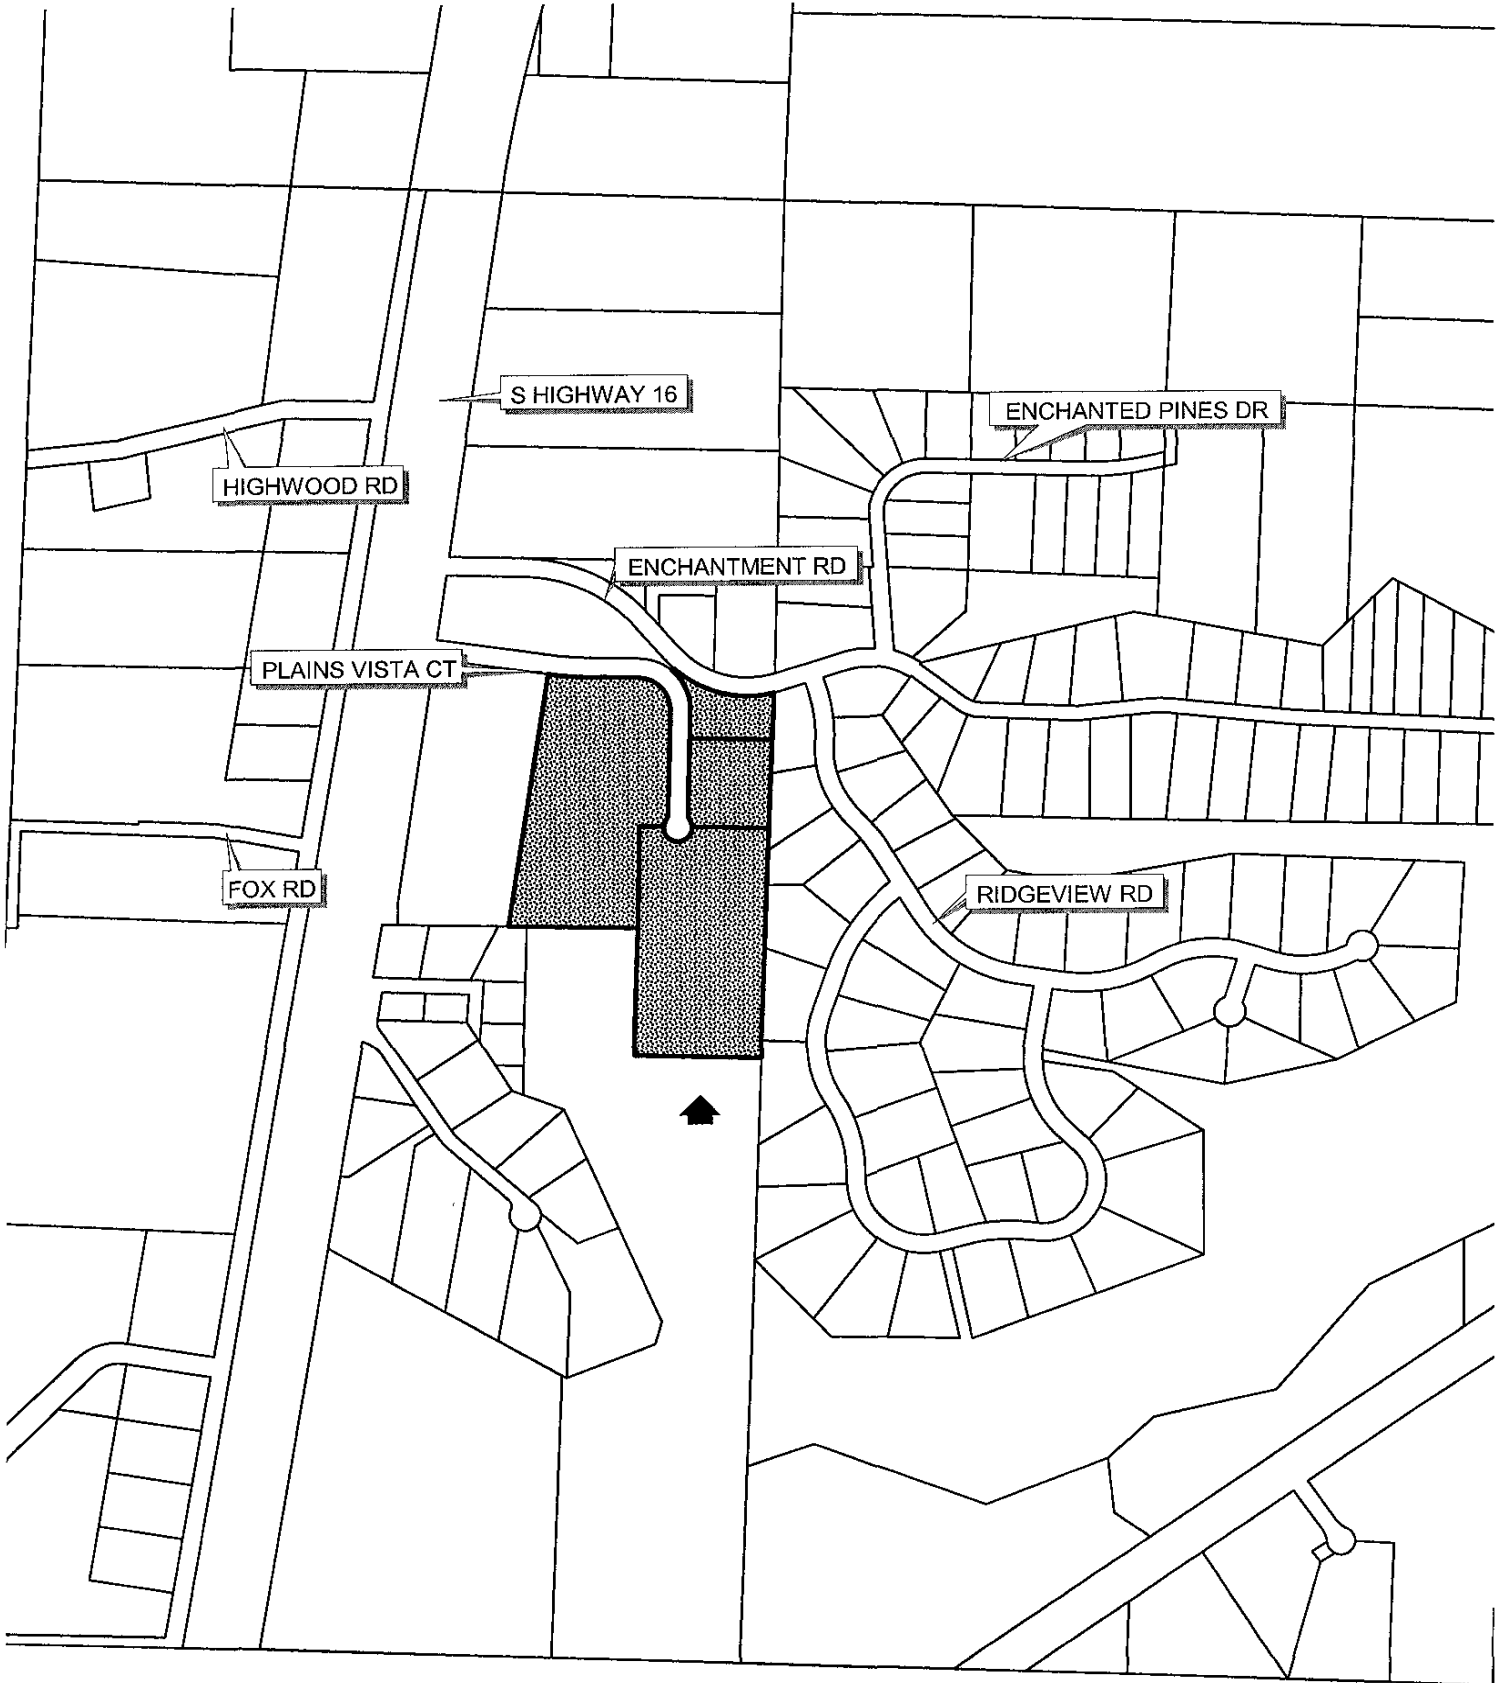 S HIGHWAY 16
ENCHANTED PINES DR
HIGHWOOD RD
ENCHANTMENT RD
PLAINS VISTA CT
FOX RD
RIDGEVIEW RD